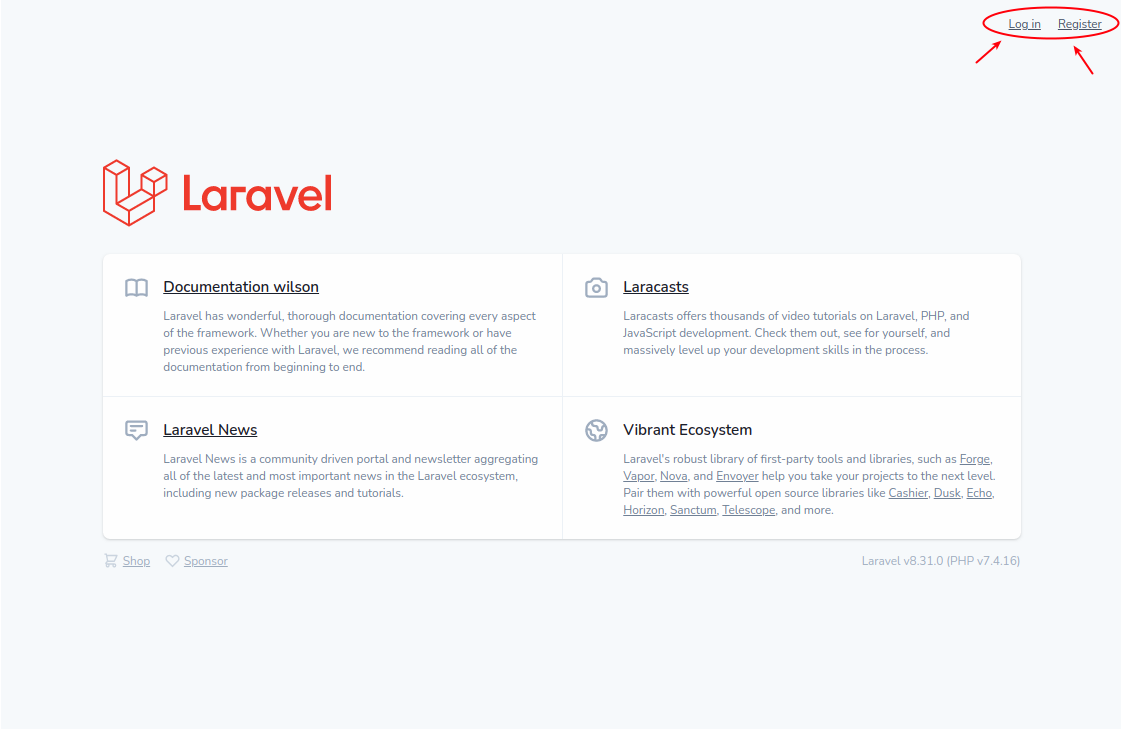 Log in Register
Laravel
Documentation wilson
Laravel has wonderful, thorough documentation covering every aspect
of the framework. Whether you are new to the framework or have
previous experience with Laravel, we recommend reading all of the
documentation from beginning to end.
Laracasts
Laracasts offers thousands of video tutorials on Laravel, PHP, and
JavaScript development. Check them out, see for yourself, and
massively level up your development skills in the process.
Laravel News
Laravel News is a community driven portal and newsletter aggregating
all of the latest and most important news in the Laravel ecosystem,
including new package releases and tutorials.
Vibrant Ecosystem
Laravel's robust library of first-party tools and libraries, such as Forge,
Vapor, Nova, and Envoyer help you take your projects to the next level.
Pair them with powerful open source libraries like Cashier, Dusk, Echo,
Horizon, Sanctum, Telescope, and more.
Shop Sponsor
Laravel v8.31.0 (PHP v7.4.16)